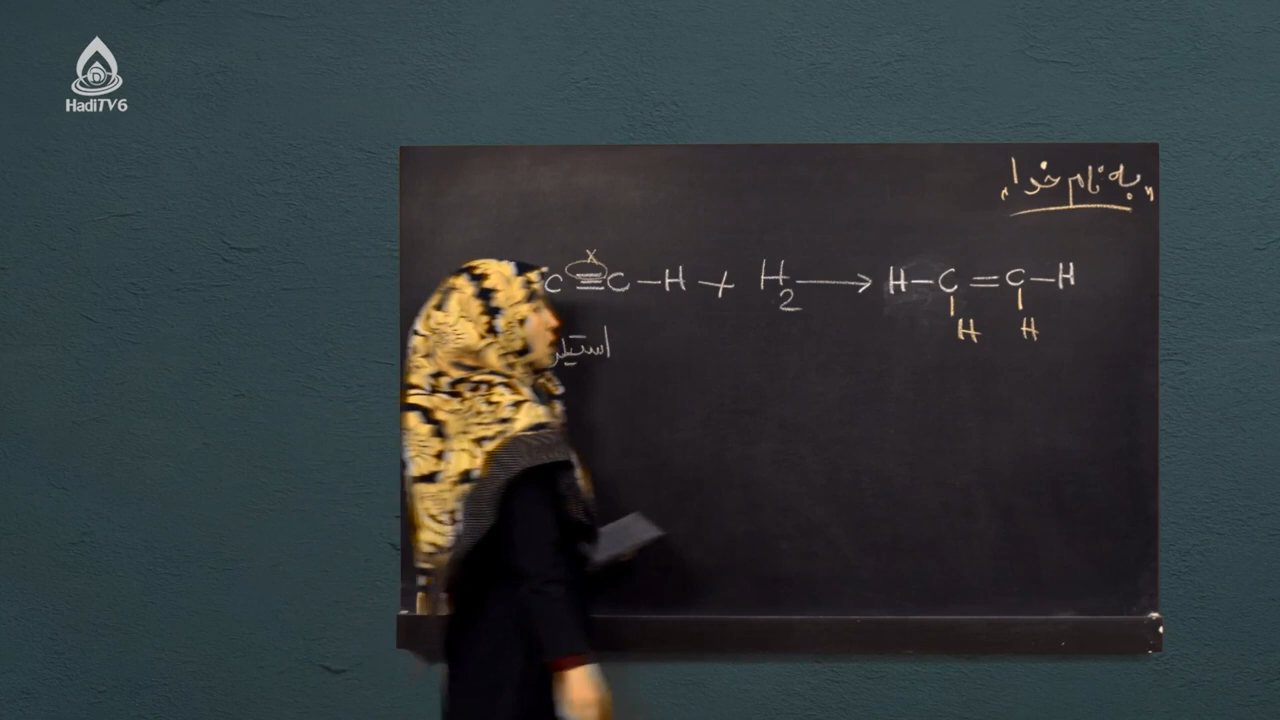 HadiTV6
"به نام خدا"
x
C≡C-H + H2 → H-C=C-H
H H